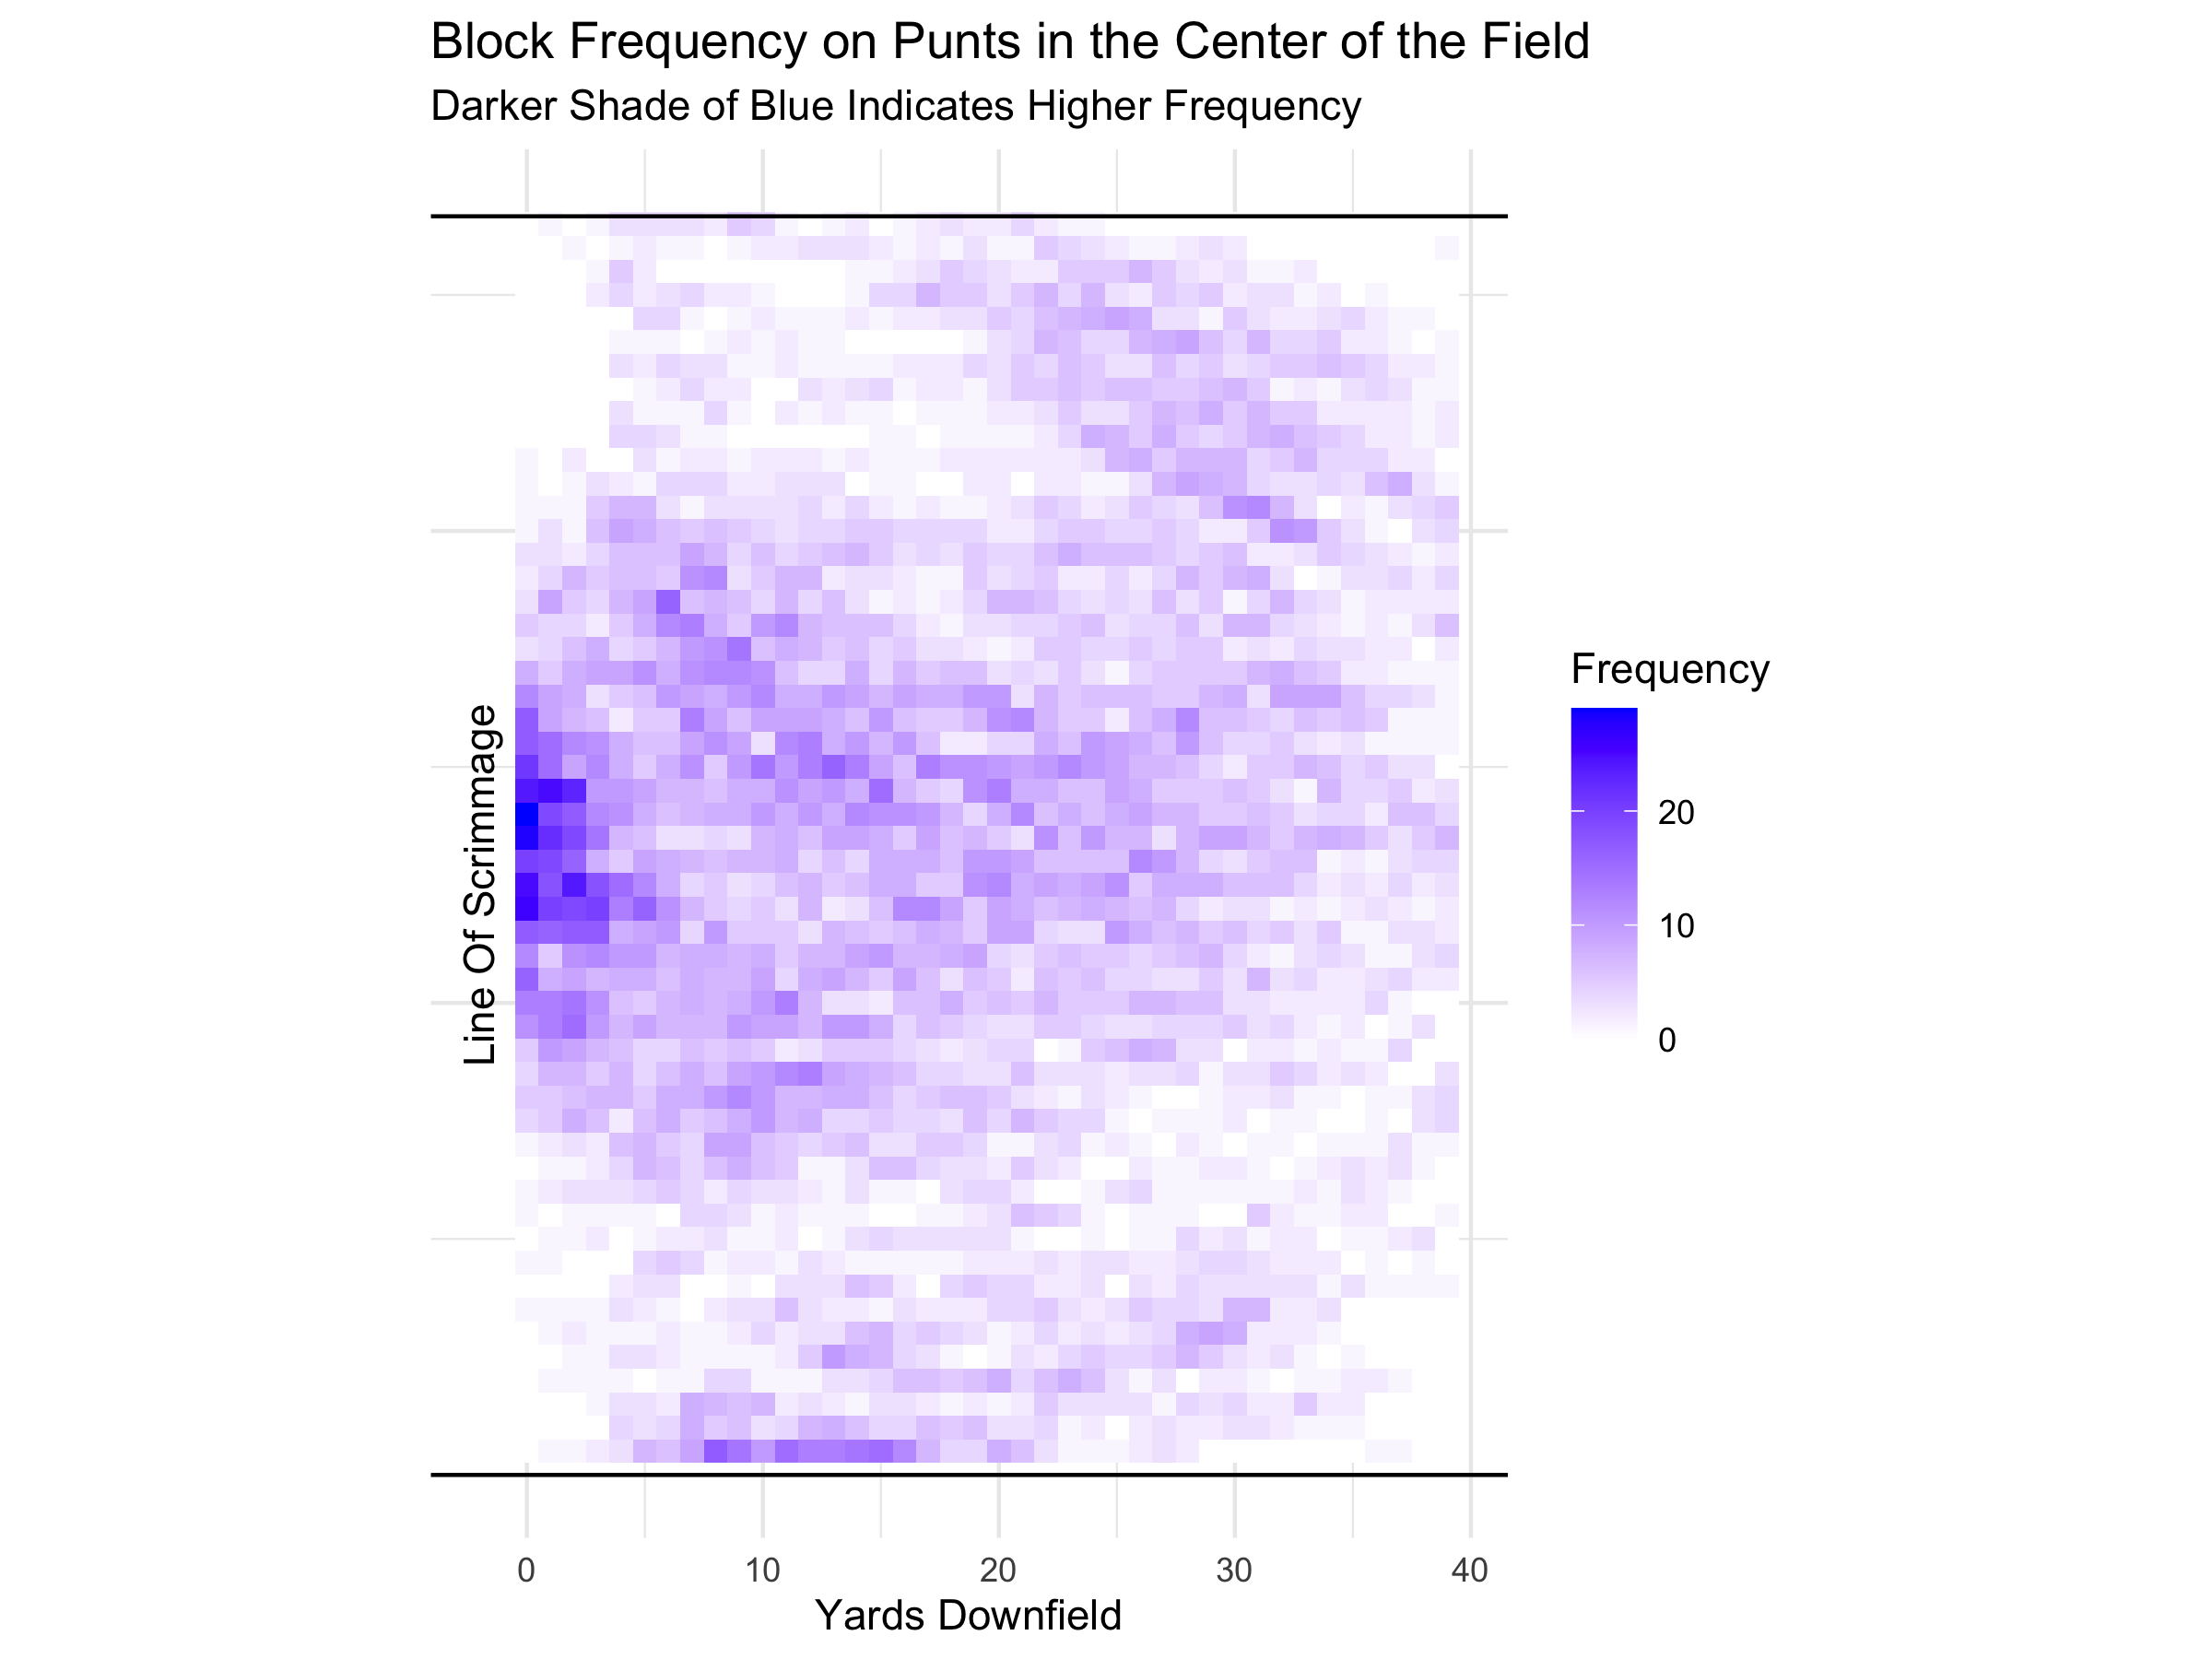 Block Frequency on Punts in the Center of the Field
Darker Shade of Blue Indicates Higher Frequency
Line Of Scrimmage
Frequency
20
10
0
0 10 20 30 40
Yards Downfield